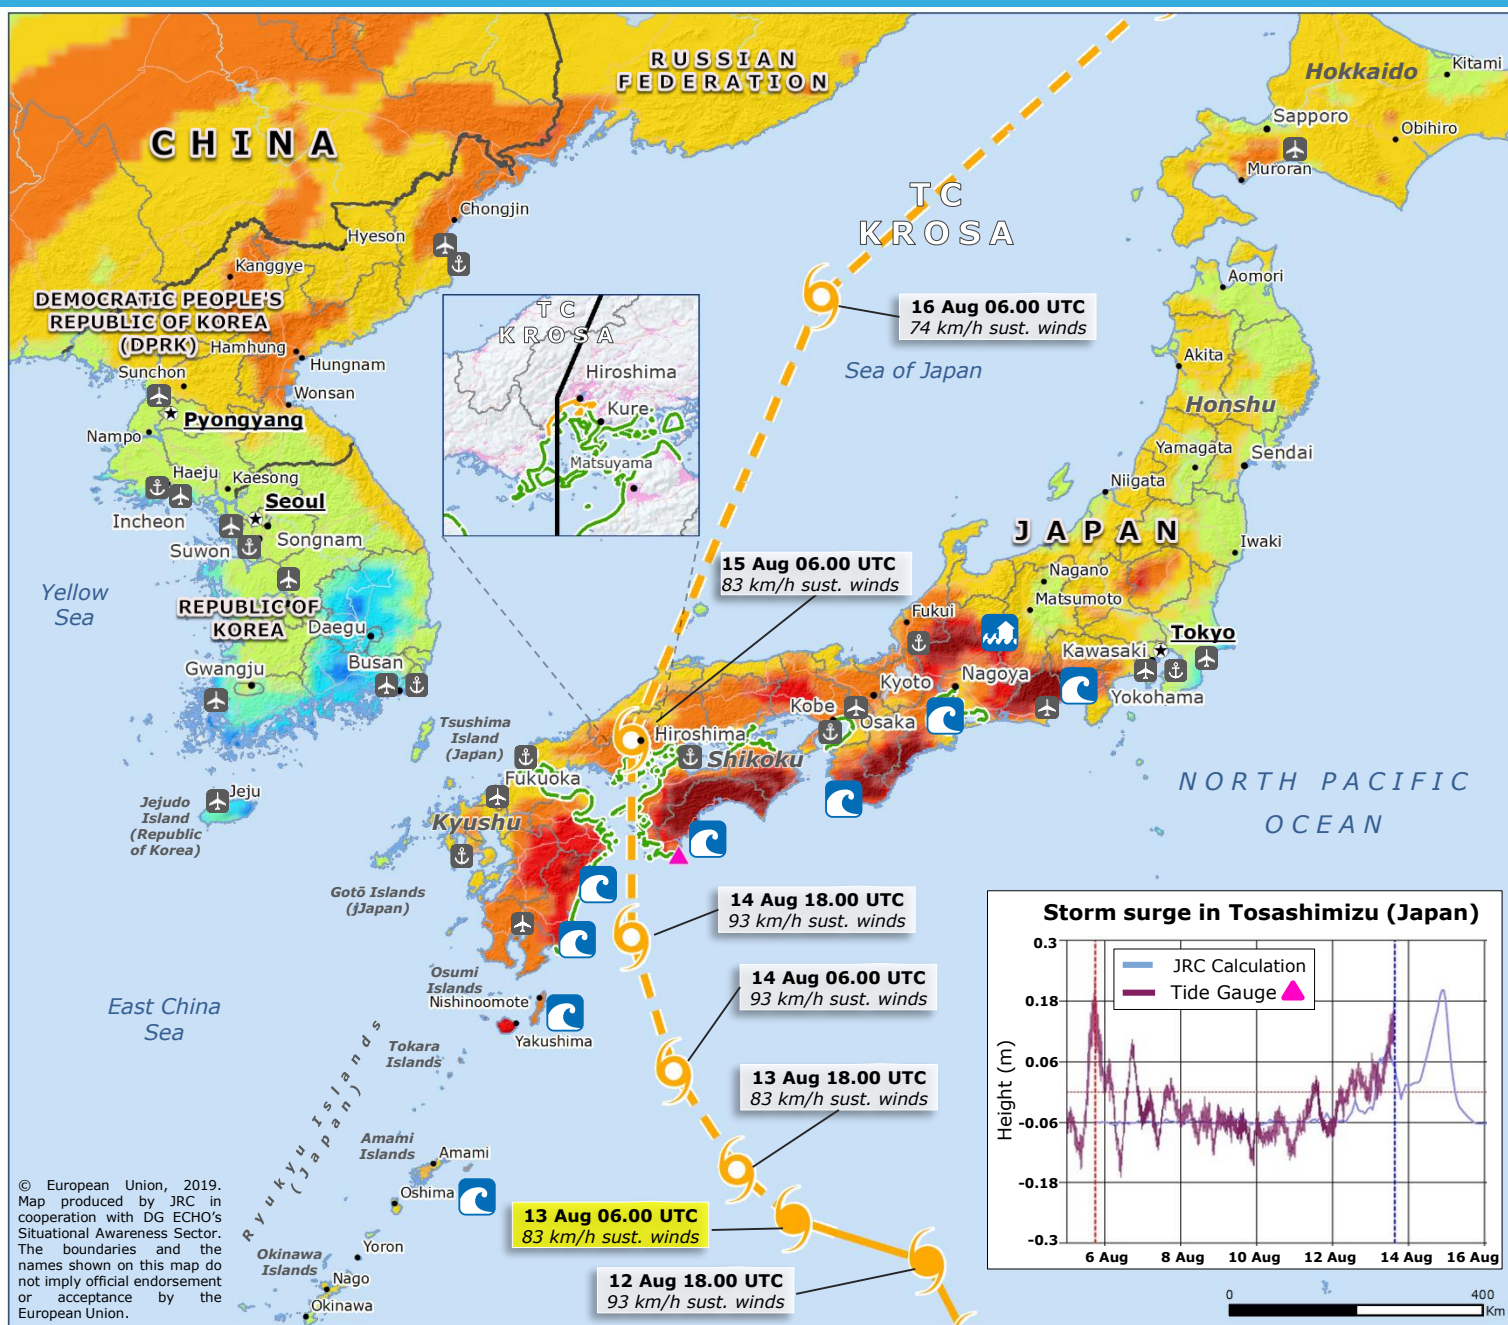 RUSSIAN
FEDERATION
Hokkaido
Kitami
Sapporo
Obihiro
Muroran
CHINA
TC
KROSA
Chongjin
Hyeson
Kanggye
Aomori
DEMOCRATIC PEOPLE'S
REPUBLIC OF KOREA
(DPRK)
Hamhung
Hungnam
Sunchon
Wonsan
Pyongyang
Nampo
TC
KROSA
Hiroshima
Kure
Matsuyama
16 Aug 06.00 UTC
74 km/h sust. winds
Sea of Japan
Akita
Honshu
Yamagata
Sendai
Niigata
Haeju
Kaesong
Seoul
Incheon
Songnam
Suwon
JAPAN
Iwaki
Yellow
Sea
15 Aug 06.00 UTC
83 km/h sust. winds
Nagano
Matsumoto
REPUBLIC OF
KOREA
Daegu
Fukui
Tokyo
Kawasaki
Gwangju
Busan
Kyoto
Nagoya
Yokohama
Kobe
Osaka
Tsushima
Island
(Japan)
Hiroshima
Shikoku
Fukuoka
NORTH PACIFIC
OCEAN
Jeju
Jejudo
Island
(Republic
of Korea)
Kyushu
Gotō Islands
(Japan)
14 Aug 18.00 UTC
93 km/h sust. winds
14 Aug 06.00 UTC
93 km/h sust. winds
Osumi
Islands
Nishinoomote
Yakushima
East China
Sea
Tokara
Islands
13 Aug 18.00 UTC
83 km/h sust. winds
Ryukyu Islands
(Japan)
Amami
Islands
Amami
Oshima
13 Aug 06.00 UTC
83 km/h sust. winds
12 Aug 18.00 UTC
93 km/h sust. winds
Yoron
Okinawa
Islands
Nago
Okinawa
© European Union, 2019.
Map produced by JRC in
cooperation with DG ECHO's
Situational Awareness Sector.
The boundaries and the
names shown on this map do
not imply official endorsement
or acceptance by the
European Union.
Storm surge in Tosashimizu (Japan)
JRC Calculation
Tide Gauge
Height (m)
0.3
0.18
0.06
-0.06
-0.18
-0.3
6 Aug 8 Aug 10 Aug 12 Aug 14 Aug 16 Aug
0 400
Km